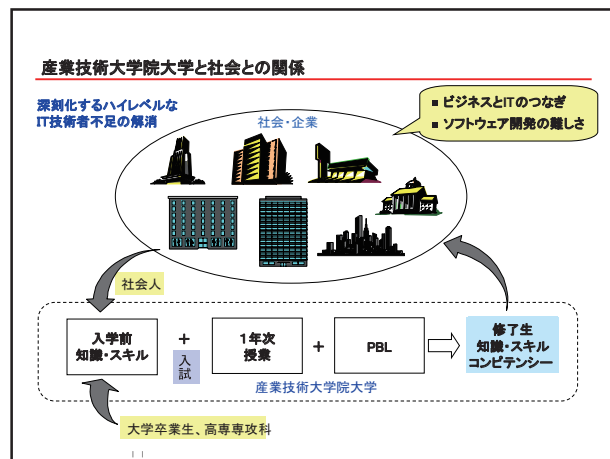 産業技術大学院大学と社会との関係
深刻化するハイレベルな
IT技術者不足の解消
社会・企業
■ ビジネスとITのつなぎ
■ ソフトウェア開発の難しさ
社会人
入学前
知識・スキル
+
入試
1年次
授業
+
PBL
修了生
知識・スキル
コンピテンシー
産業技術大学院大学
大学卒業生、高専専攻科